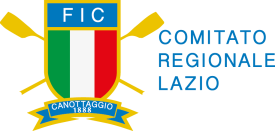 FIC
COMITATO
REGIONALE
LAZIO
CANOTTAGGIO
1888